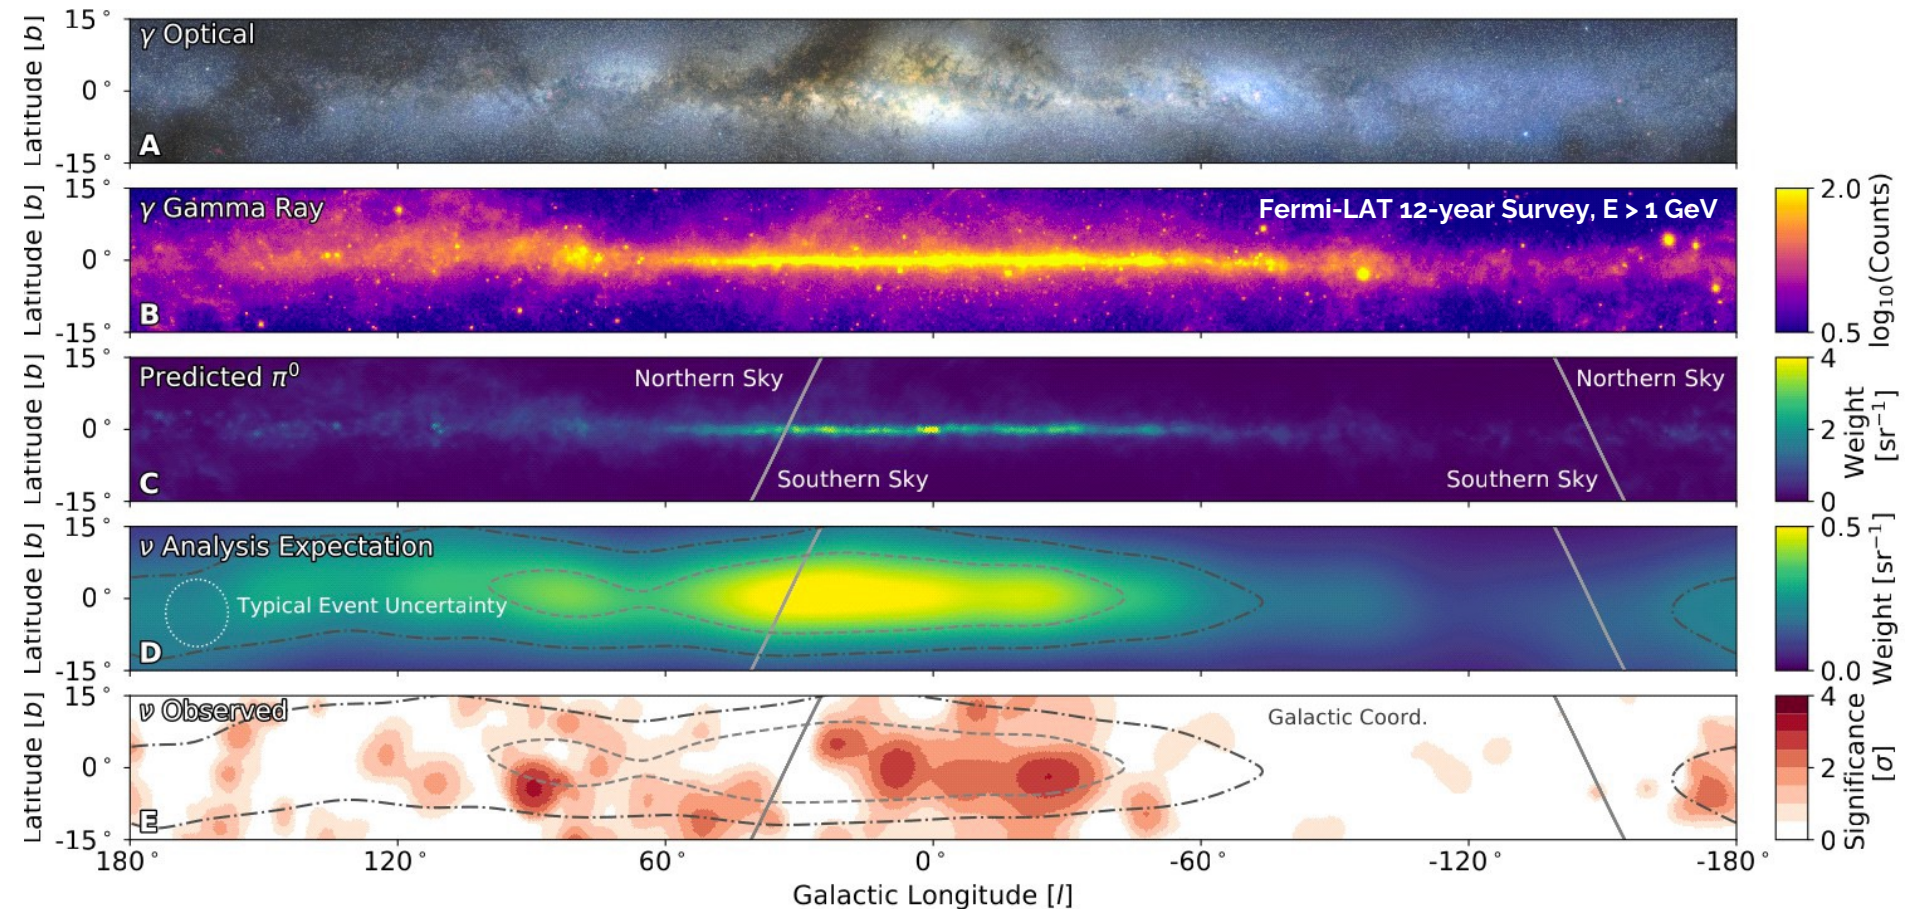 Latitude [b]
15°
0°
-15°
γ Optical
A
Latitude [b]
15°
0°
-15°
γ Gamma Ray
Fermi-LAT 12-year Survey, E > 1 GeV
B
2.0
0.5
log₁₀(Counts)
Latitude [b]
15°
0°
-15°
Predicted π⁰
Northern Sky
Northern Sky
Southern Sky
Southern Sky
C
4
2
0
Weight
[sr⁻¹]
Latitude [b]
15°
0°
-15°
ν Analysis Expectation
Typical Event Uncertainty
D
0.5
0.0
Weight [sr⁻¹]
Latitude [b]
15°
0°
-15°
ν Observed
Galactic Coord.
E
4
2
0
Significance
[σ]
180°
120°
60°
0°
-60°
-120°
-180°
Galactic Longitude [l]